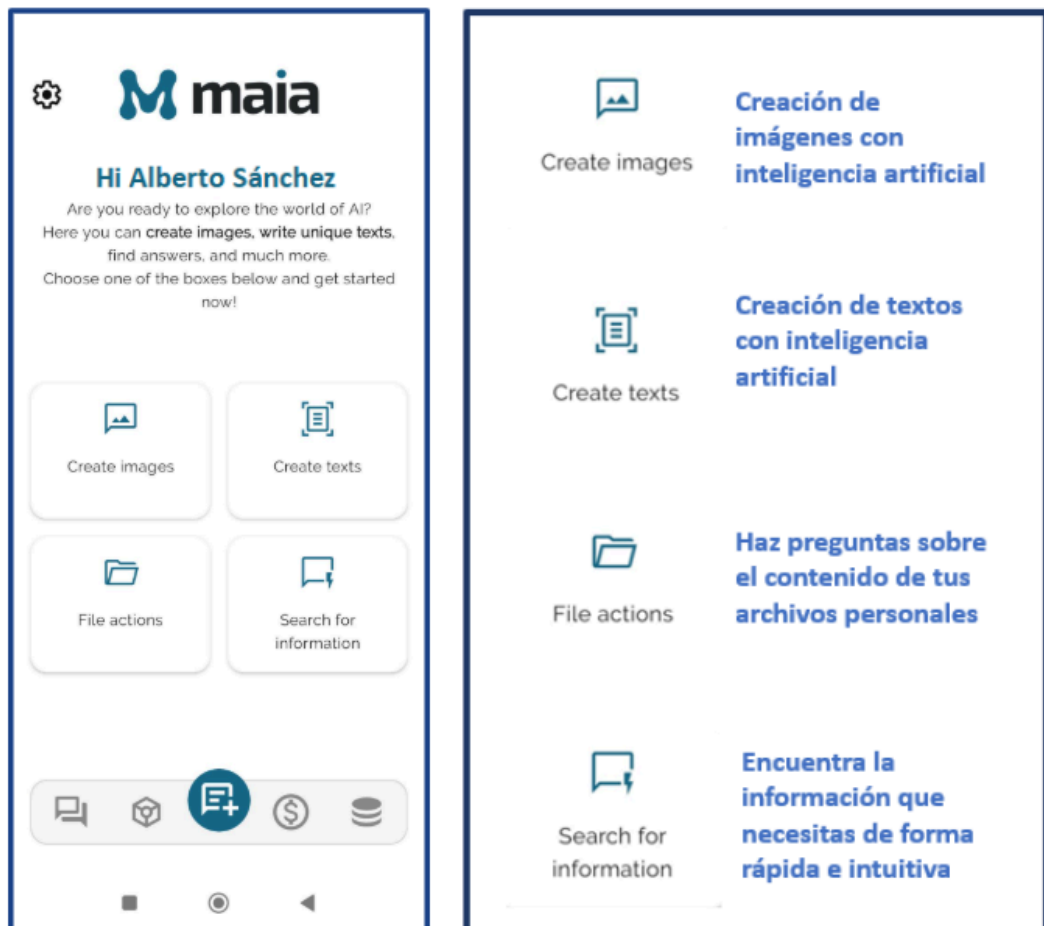 maia
Hi Alberto Sánchez
Are you ready to explore the world of AI?
Here you can create images, write unique texts,
find answers, and much more.
Choose one of the boxes below and get started
now!
Create images
Create texts
File actions
Search for
information
Create images
Creación de
imágenes con
inteligencia artificial
Create texts
Creación de textos
con inteligencia
artificial
File actions
Haz preguntas sobre
el contenido de tus
archivos personales
Search for
information
Encuentra la
información que
necesitas de forma
rápida e intuitiva